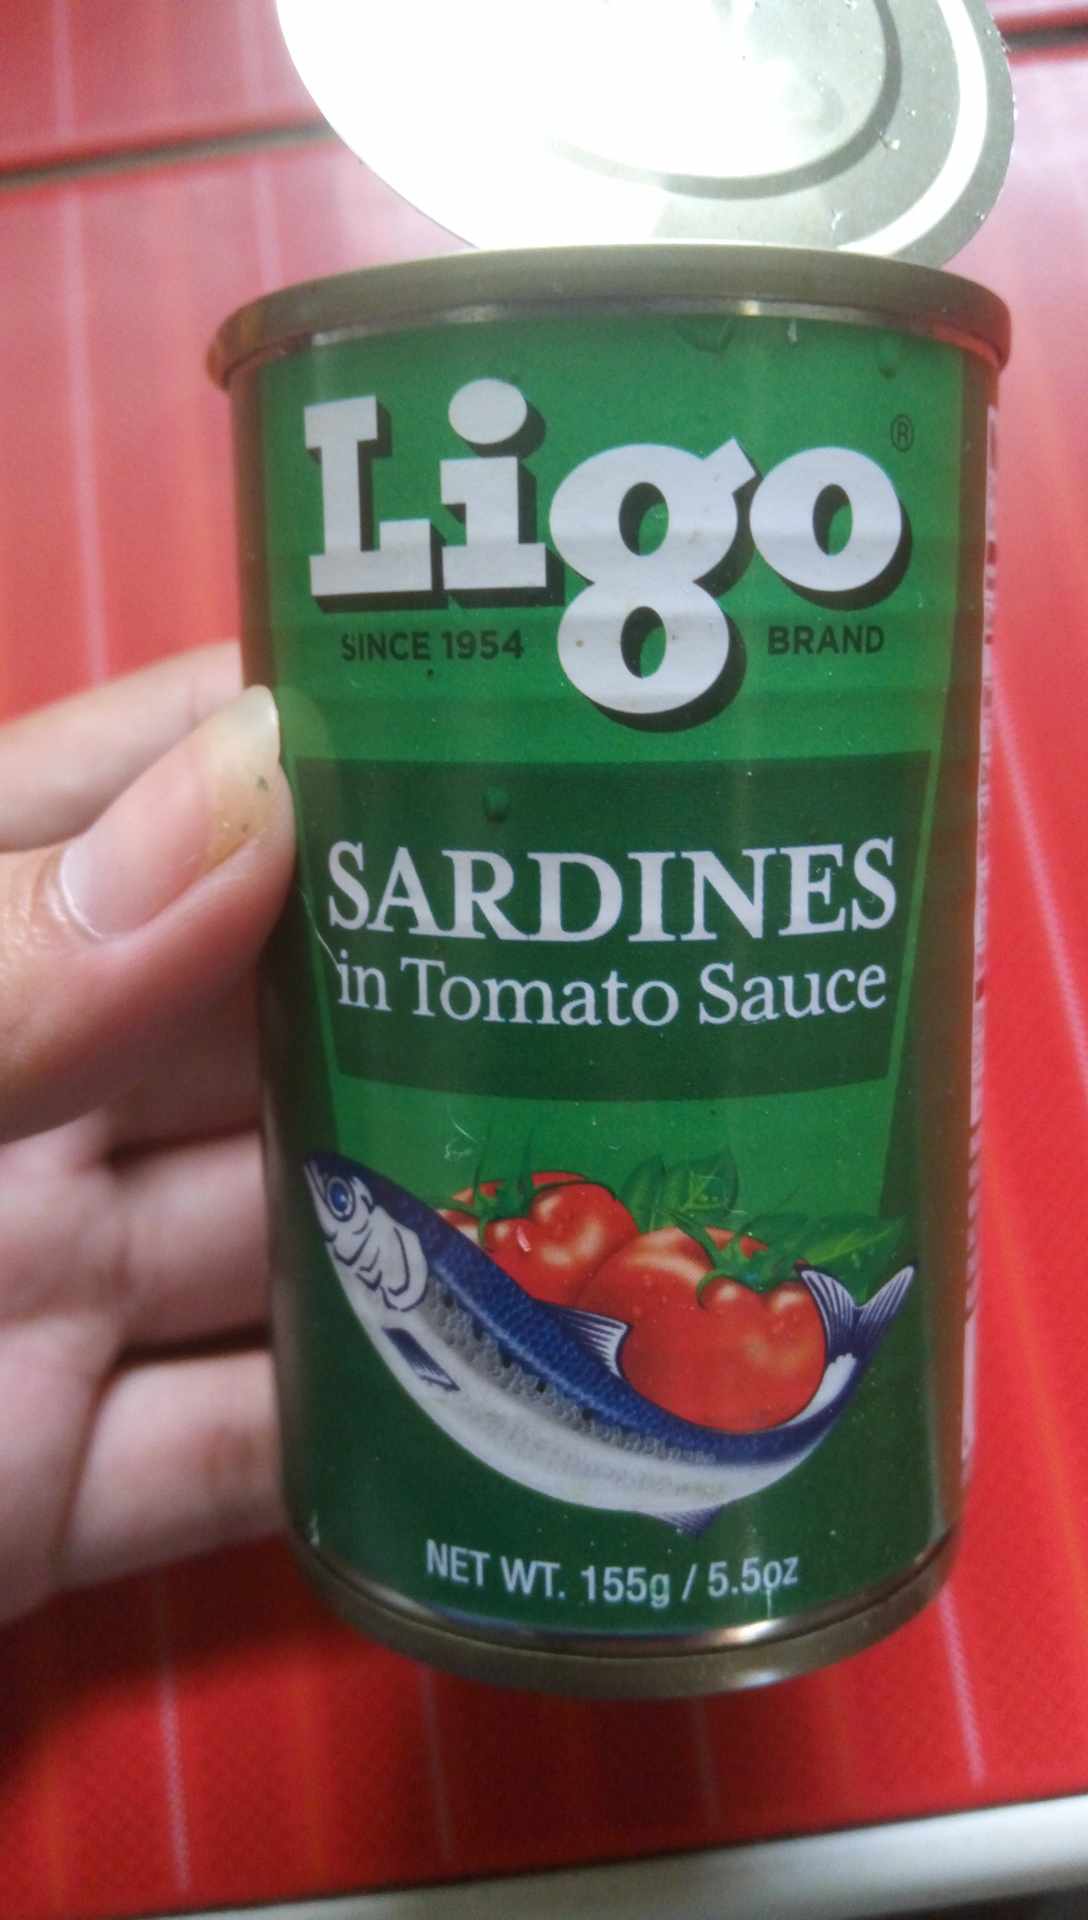 Ligo®
SINCE 1954 BRAND
SARDINES
in Tomato Sauce
NET WT. 155g / 5.5oz